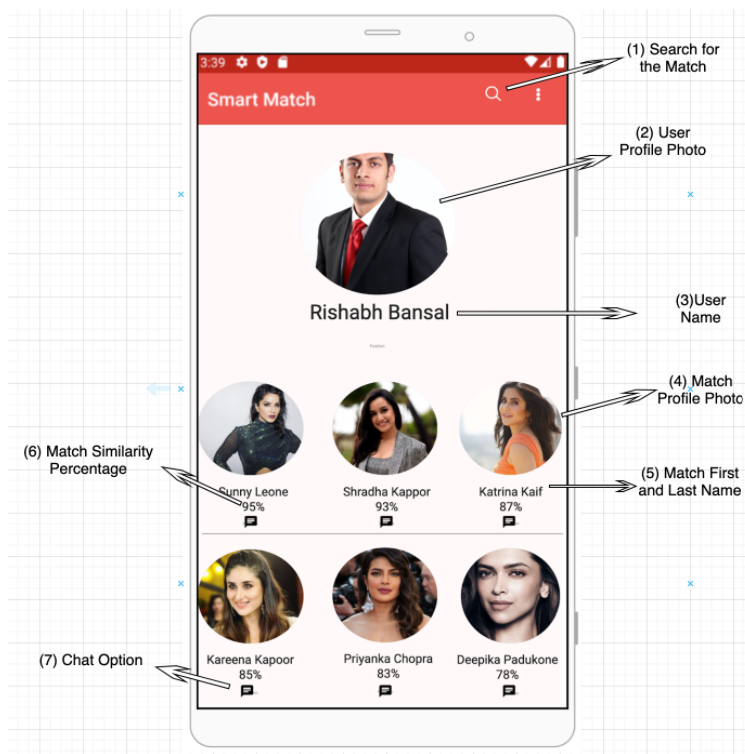 3:39
(1) Search for
the Match
Smart Match
(2) User
Profile Photo
Rishabh Bansal
(3)User
Name
Position
(4) Match
Profile Photo
(6) Match Similarity
Percentage
Sunny Leone
Shradha Kappor
Katrina Kaif
95%
93%
87%
(5) Match First
and Last Name
Kareena Kapoor
Priyanka Chopra
Deepika Padukone
85%
83%
78%
(7) Chat Option